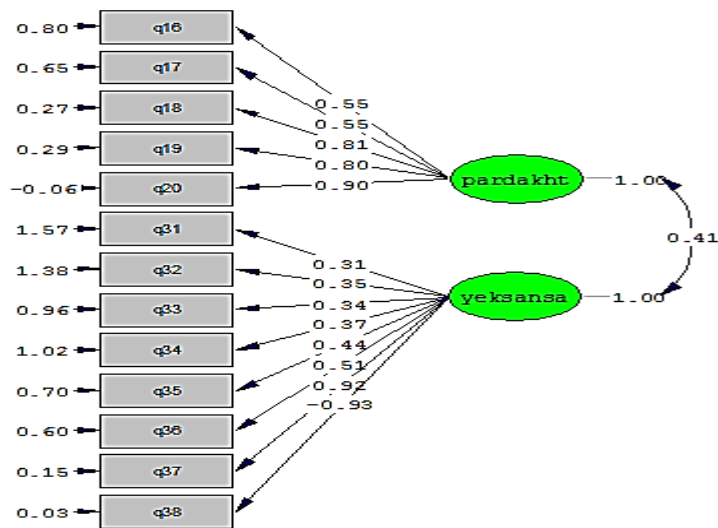 0.80 q16
0.65 q17
0.27 q18
0.29 q19
-0.06 q20
1.57 q31
1.38 q32
0.96 q33
1.02 q34
0.70 q35
0.60 q36
0.15 q37
0.03 q38
0.55
0.55
0.81
0.80
0.90
0.31
0.35
0.34
0.37
0.44
0.51
0.92
-0.93
pardakht 1.00
yeksansa 1.00
0.41